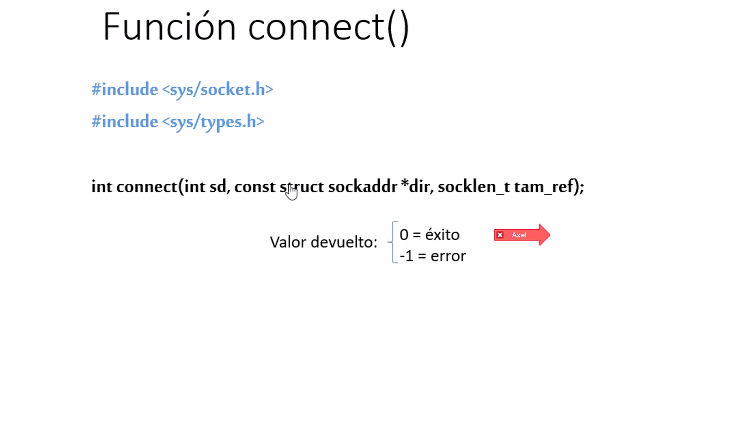 Función connect()
#include <sys/socket.h>
#include <sys/types.h>
int connect(int sd, const struct sockaddr *dir, socklen_t tam_ref);
Valor devuelto:
0 = éxito
-1 = error
Axel